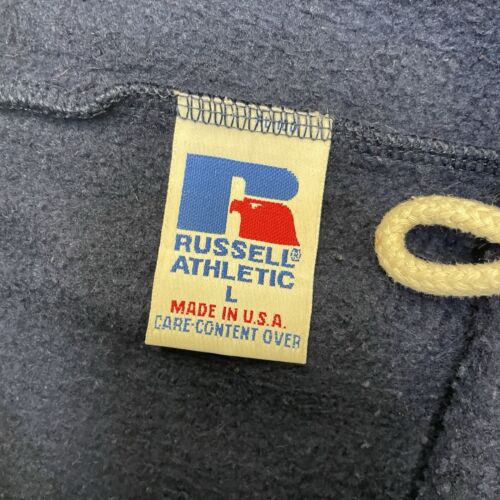 RUSSELL®
ATHLETIC
L
MADE IN U.S.A.
CARE-CONTENT OVER